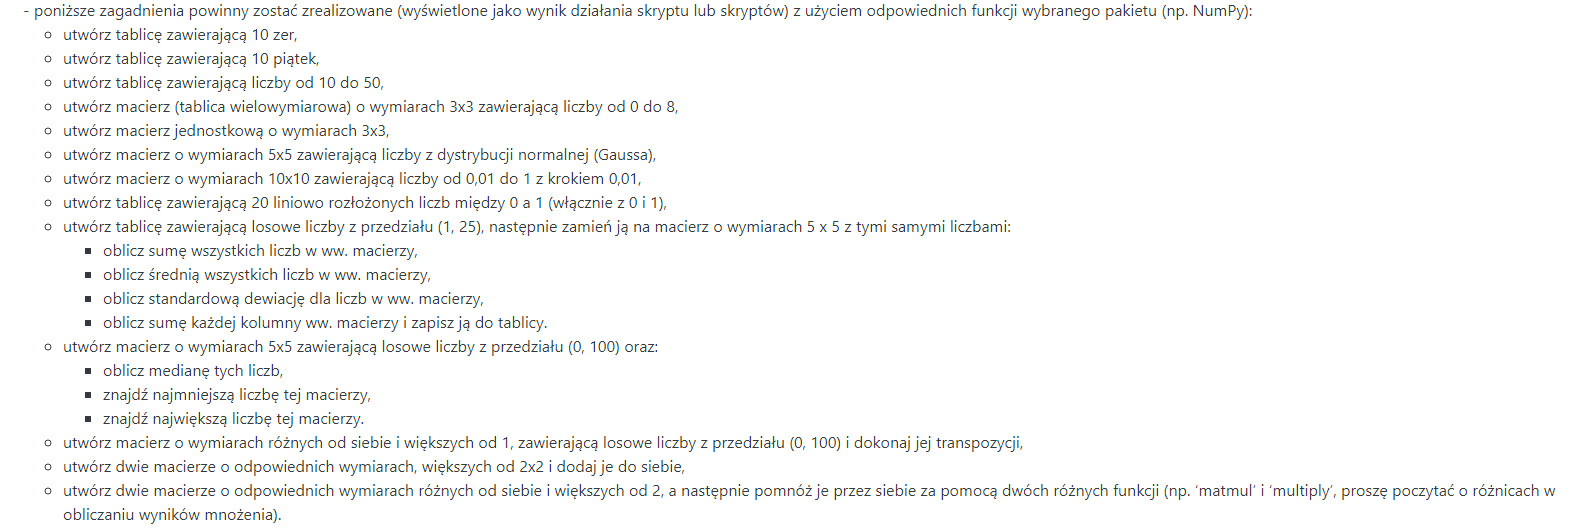 - poniższe zagadnienia powinny zostać zrealizowane (wyświetlone jako wynik działania skryptu lub skryptów) z użyciem odpowiednich funkcji wybranego pakietu (np. NumPy):
○ utwórz tablicę zawierającą 10 zer,
○ utwórz tablicę zawierającą 10 piątek,
○ utwórz tablicę zawierającą liczby od 10 do 50,
○ utwórz macierz (tablica wielowymiarowa) o wymiarach 3x3 zawierającą liczby od 0 do 8,
○ utwórz macierz jednostkową o wymiarach 3x3,
○ utwórz macierz o wymiarach 5x5 zawierającą liczby z dystrybucji normalnej (Gaussa),
○ utwórz macierz o wymiarach 10x10 zawierającą liczby od 0,01 do 1 z krokiem 0,01,
○ utwórz tablicę zawierającą 20 liniowo rozłożonych liczb między 0 a 1 (włącznie z 0 i 1),
○ utwórz tablicę zawierającą losowe liczby z przedziału (1, 25), następnie zamień ją na macierz o wymiarach 5 x 5 z tymi samymi liczbami:
▪ oblicz sumę wszystkich liczb w ww. macierzy,
▪ oblicz średnią wszystkich liczb w ww. macierzy,
▪ oblicz standardową dewiację dla liczb w ww. macierzy,
▪ oblicz sumę każdej kolumny ww. macierzy i zapisz ją do tablicy.
○ utwórz macierz o wymiarach 5x5 zawierającą losowe liczby z przedziału (0, 100) oraz:
▪ oblicz medianę tych liczb,
▪ znajdź najmniejszą liczbę tej macierzy,
▪ znajdź największą liczbę tej macierzy.
○ utwórz macierz o wymiarach różnych od siebie i większych od 1, zawierającą losowe liczby z przedziału (0, 100) i dokonaj jej transpozycji,
○ utwórz dwie macierze o odpowiednich wymiarach, większych od 2x2 i dodaj je do siebie,
○ utwórz dwie macierze o odpowiednich wymiarach różnych od siebie i większych od 2, a następnie pomnóż je przez siebie za pomocą dwóch różnych funkcji (np. ‘matmul’ i ‘multiply’, proszę poczytać o różnicach w
obliczaniu wyników mnożenia).